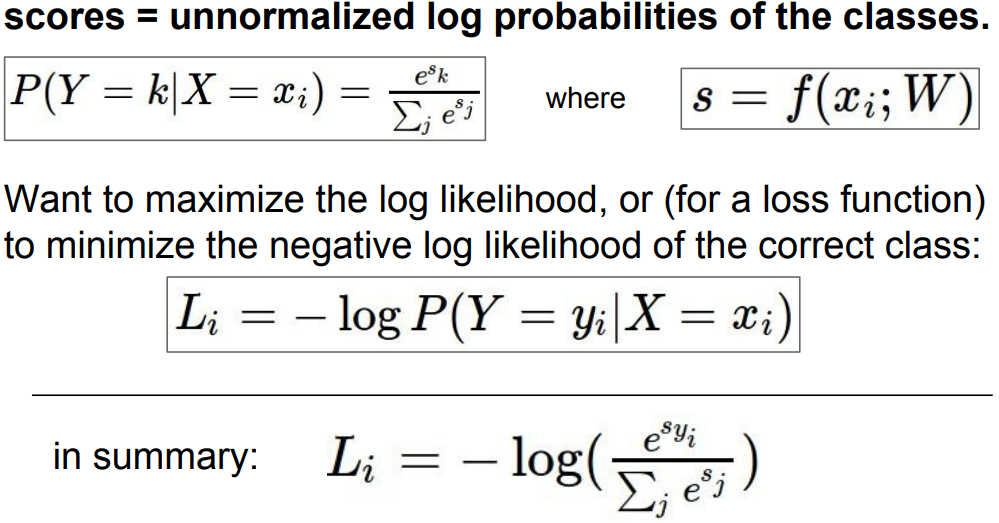 scores = unnormalized log probabilities of the classes.
P(Y = k|X = x_i) = \frac{e^{s_k}}{\sum_j e^{s_j}} where s = f(x_i; W)
Want to maximize the log likelihood, or (for a loss function)
to minimize the negative log likelihood of the correct class:
L_i = − log P(Y = y_i|X = x_i)
in summary: L_i = − log(\frac{e^{s_{y_i}}}{\sum_j e^{s_j}})